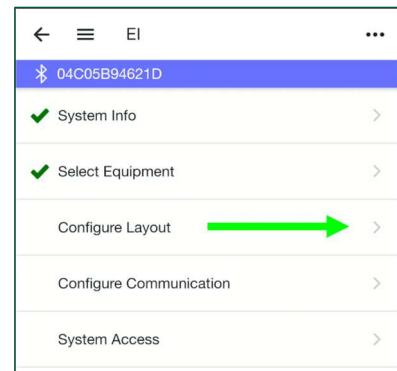 EI
04C05B94621D
System Info
Select Equipment
Configure Layout
Configure Communication
System Access